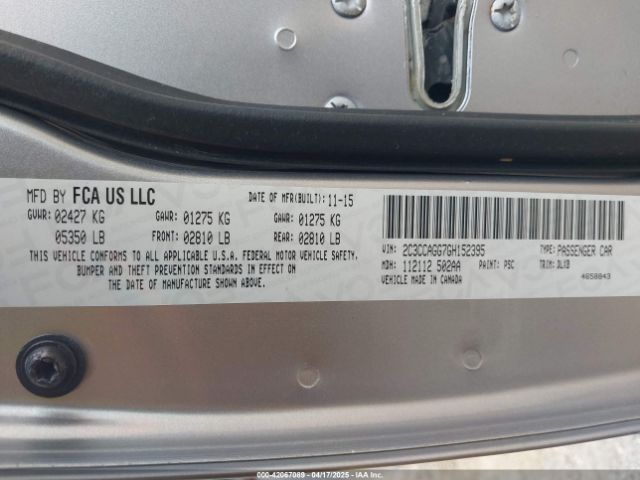 MFD BY FCA US LLC
DATE OF MFR(BUILT): 11-15
GVWR: 02427 KG GAWR: 01275 KG GAWR: 01275 KG
05350 LB FRONT: 02810 LB REAR: 02810 LB
THIS VEHICLE CONFORMS TO ALL APPLICABLE U.S.A. FEDERAL MOTOR VEHICLE SAFETY,
BUMPER AND THEFT PREVENTION STANDARDS IN EFFECT ON
THE DATE OF MANUFACTURE SHOWN ABOVE.
VIN: 2C3CCAGG7GH152395 TYPE: PASSENGER CAR
MDH: 112112 502AA PAINT: PSC TRIM: DLX8
VEHICLE MADE IN CANADA 4658843
000-42067089 - 04/17/2025 - IAA Inc.